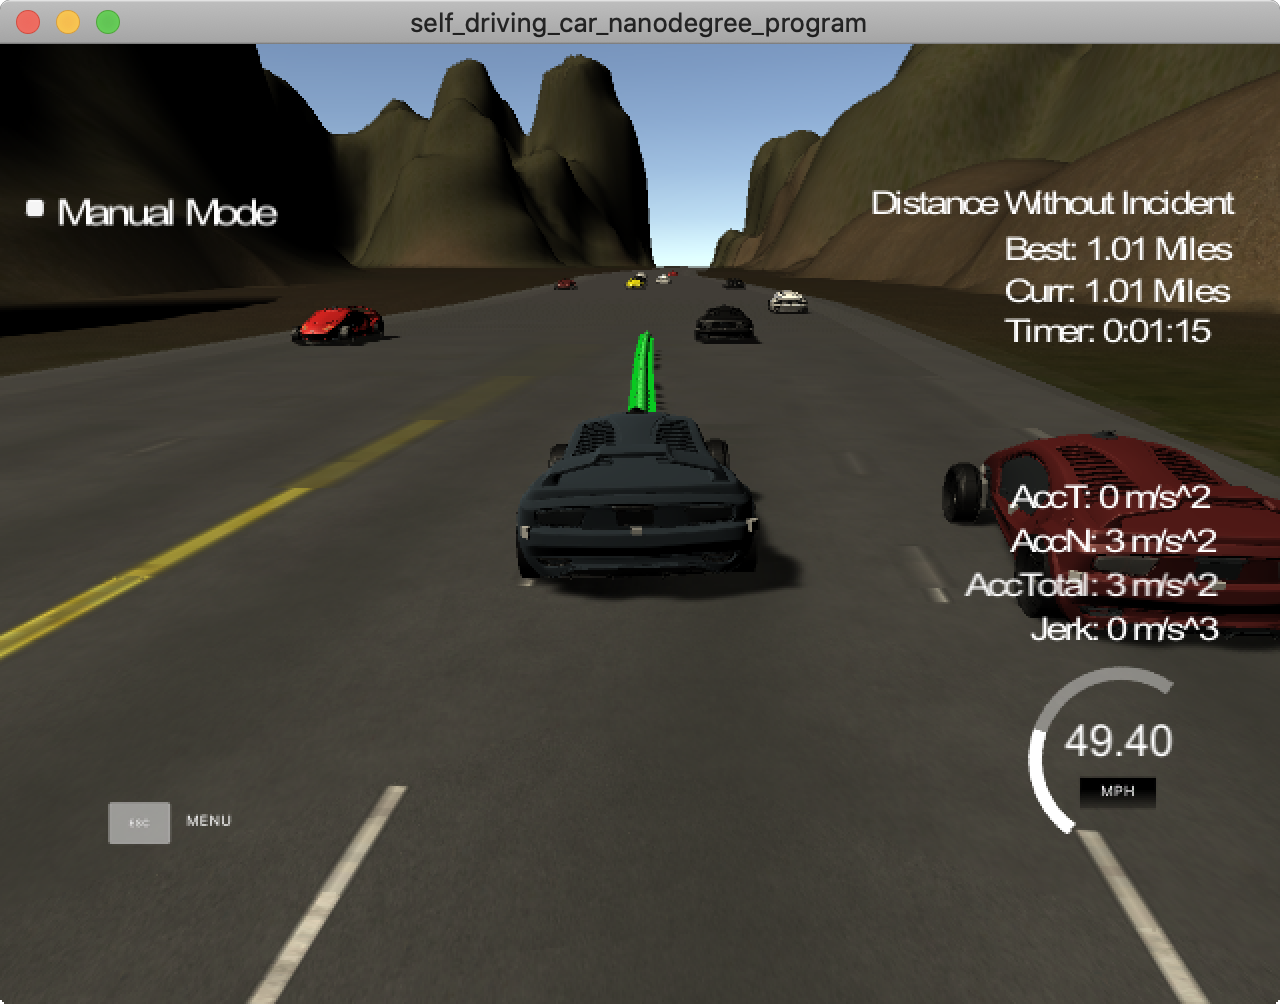 self_driving_car_nanodegree_program
Manual Mode
Distance Without Incident
Best: 1.01 Miles
Curr: 1.01 Miles
Timer: 0:01:15
AccT: 0 m/s^2
AccN: 3 m/s^2
AccTotal: 3 m/s^2
Jerk: 0 m/s^3
49.40
MPH
ESC
MENU